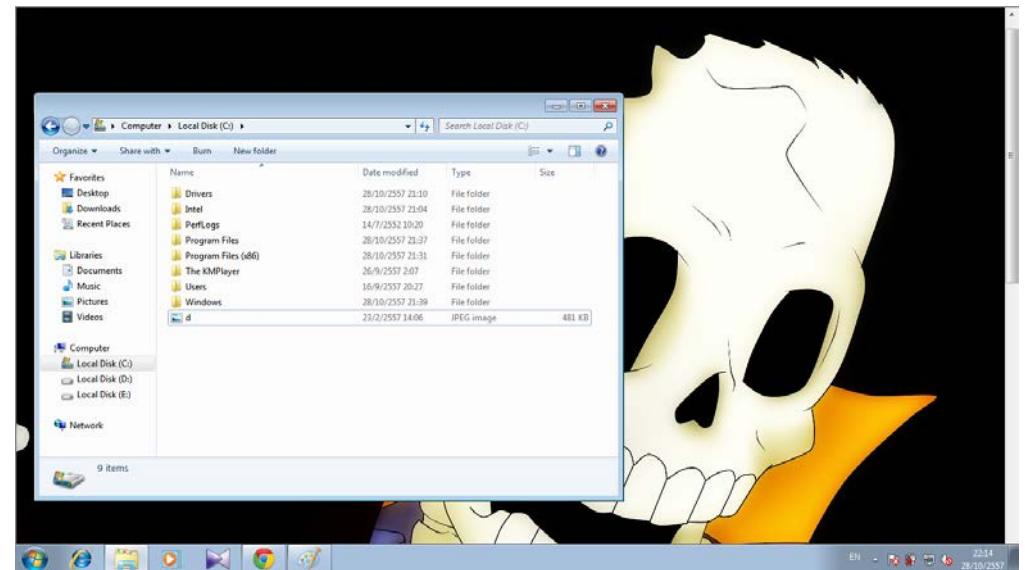 Computer ▸ Local Disk (C:) ▸
Search Local Disk (C:)
Organize Share with Burn New folder
Name Date modified Type Size
Favorites
Desktop
Downloads
Recent Places
Libraries
Documents
Music
Pictures
Videos
Computer
Local Disk (C:)
Local Disk (D:)
Local Disk (E:)
Network
Drivers 28/10/2557 21:10 File folder
Intel 28/10/2557 21:04 File folder
PerfLogs 14/7/2552 10:20 File folder
Program Files 28/10/2557 21:37 File folder
Program Files (x86) 28/10/2557 21:31 File folder
The KMPlayer 26/9/2557 2:07 File folder
Users 16/9/2557 20:27 File folder
Windows 28/10/2557 21:39 File folder
d 23/2/2557 14:06 JPEG image 481 KB
9 items
EN
22:14
28/10/2557